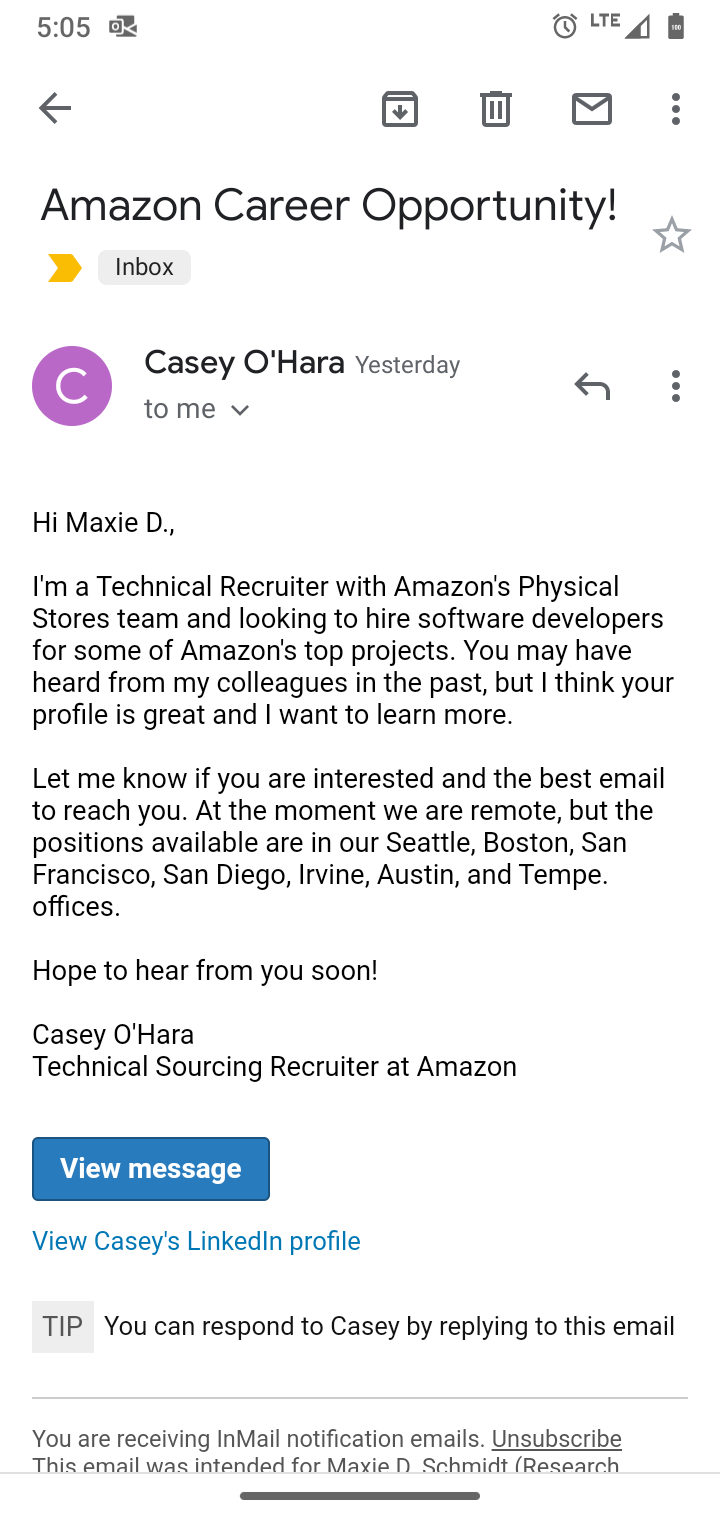 5:05
LTE
100
Amazon Career Opportunity!
Inbox
C
Casey O'Hara Yesterday
to me
Hi Maxie D.,
I'm a Technical Recruiter with Amazon's Physical
Stores team and looking to hire software developers
for some of Amazon's top projects. You may have
heard from my colleagues in the past, but I think your
profile is great and I want to learn more.
Let me know if you are interested and the best email
to reach you. At the moment we are remote, but the
positions available are in our Seattle, Boston, San
Francisco, San Diego, Irvine, Austin, and Tempe.
offices.
Hope to hear from you soon!
Casey O'Hara
Technical Sourcing Recruiter at Amazon
View message
View Casey's LinkedIn profile
TIP You can respond to Casey by replying to this email
You are receiving InMail notification emails. Unsubscribe
This email was intended for Maxie D. Schmidt (Research